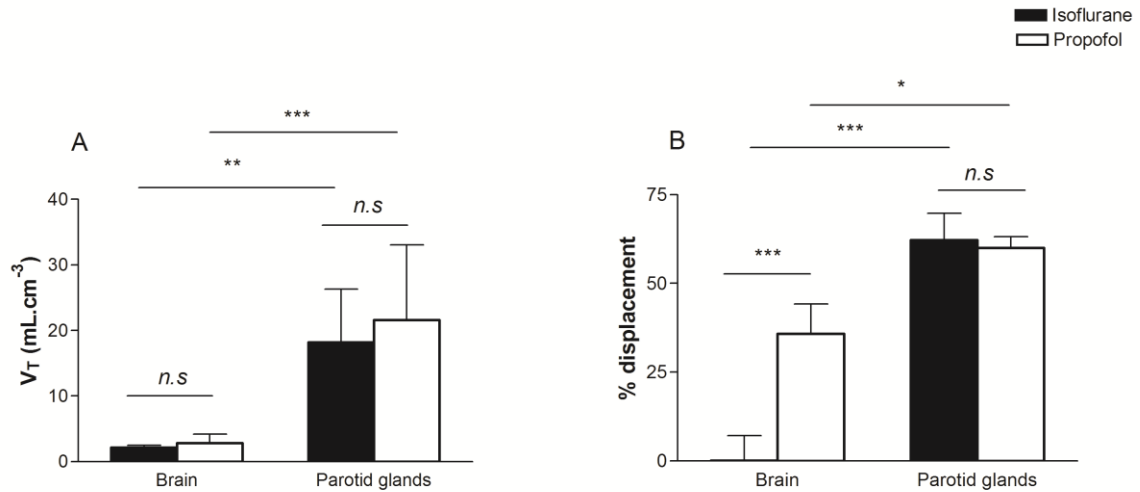 Isoflurane
Propofol
A
***
**
n.s
n.s
V_T (mL.cm⁻³)
40
30
20
10
0
Brain
Parotid glands
B
*
***
n.s
***
% displacement
75
50
25
0
Brain
Parotid glands